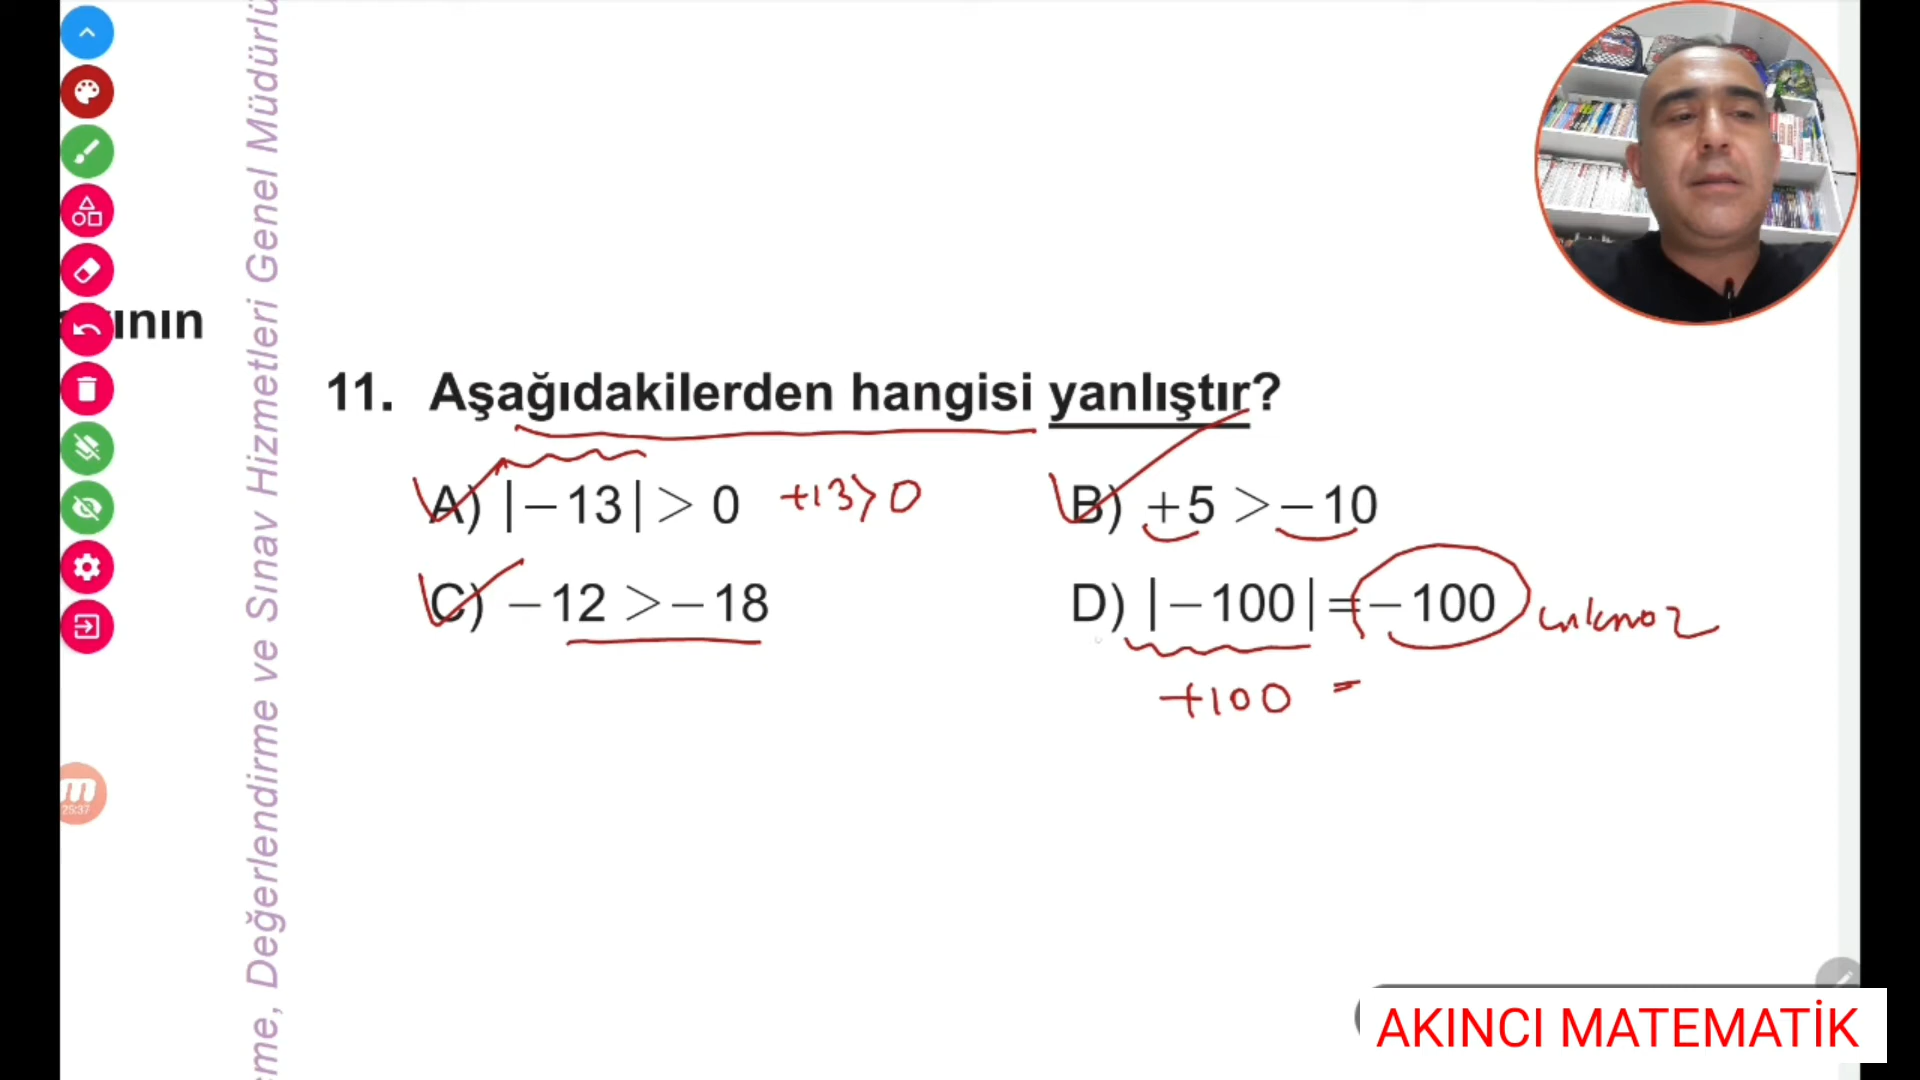 sme, Değerlendirme ve Sınav Hizmetleri Genel Müdürlü
ının
11. Aşağıdakilerden hangisi yanlıştır?
A) |−13| > 0 +13>0
B) +5 > −10
C) −12 > −18
D) |−100| = −100
+100 =
m
AKINCI MATEMATİK